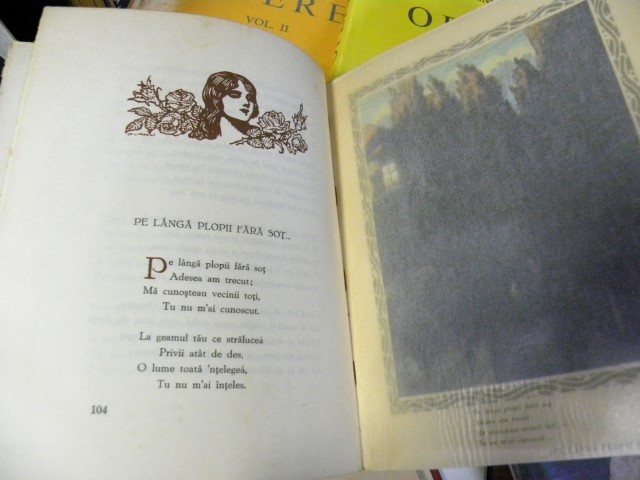 ERE
VOL. II
PE LÂNGĂ PLOPII FĂRĂ SOȚ...
Pe lângă plopii fără soț
Adesea am trecut;
Mă cunoșteau vecinii toți,
Tu nu m'ai cunoscut.
La geamul tău ce strălucea
Privii atât de des.
O lume toată 'nțelegea,
Tu nu m'ai înțeles.
104